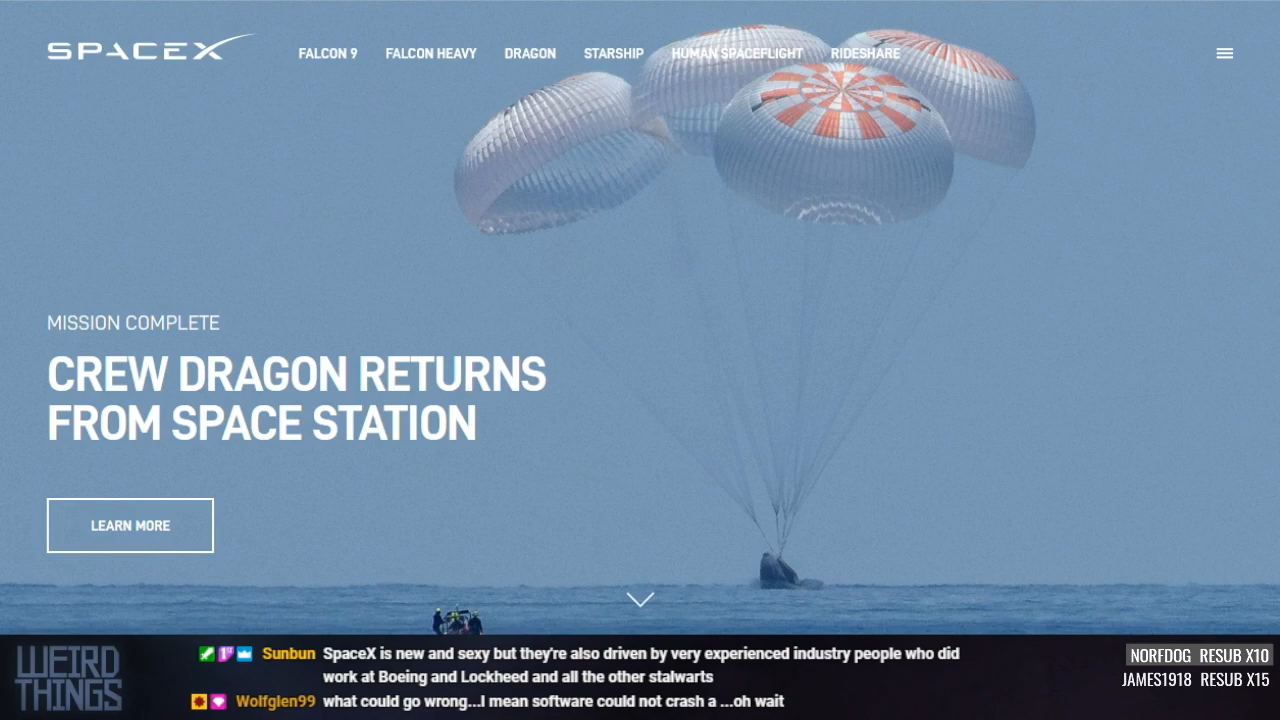 SPACEX FALCON 9 FALCON HEAVY DRAGON STARSHIP HUMAN SPACEFLIGHT RIDESHARE
MISSION COMPLETE
CREW DRAGON RETURNS
FROM SPACE STATION
LEARN MORE
WEIRD
THINGS
1st Sunbun SpaceX is new and sexy but they're also driven by very experienced industry people who did
work at Boeing and Lockheed and all the other stalwarts
Wolfglen99 what could go wrong...I mean software could not crash a ...oh wait
NORFDOG RESUB X10
JAMES1918 RESUB X15